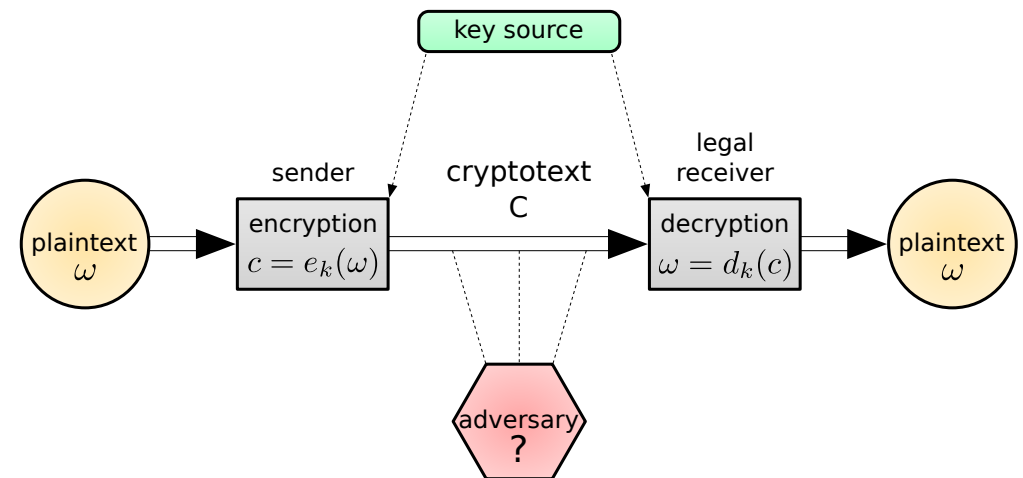 key source
sender
cryptotext
C
legal
receiver
plaintext
ω
encryption
c = e_k(ω)
decryption
ω = d_k(c)
plaintext
ω
adversary
?